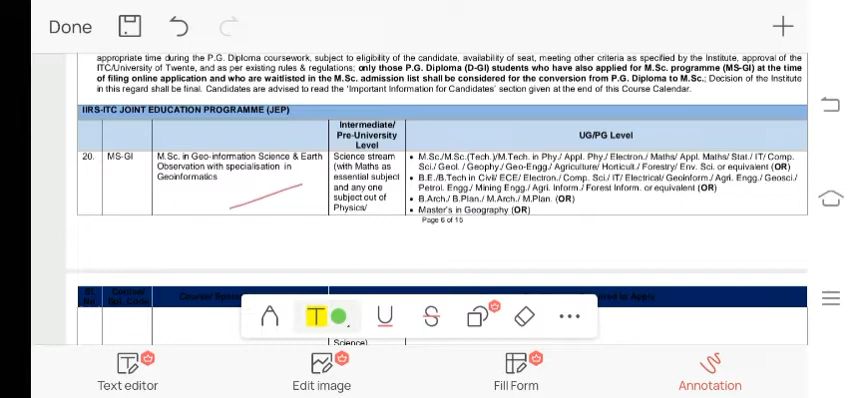 Done
appropriate time during the P.G. Diploma coursework, subject to eligibility of the candidate, availability of seat, meeting other criteria as specified by the Institute, approval of the
ITC/University of Twente, and as per existing rules & regulations; only those P.G. Diploma (D-GI) students who have also applied for M.Sc. programme (MS-GI) at the time
of filing online application and who are waitlisted in the M.Sc. admission list shall be considered for the conversion from P.G. Diploma to M.Sc.; Decision of the Institute
in this regard shall be final. Candidates are advised to read the 'Important Information for Candidates' section given at the end of this Course Calendar.
IIRS-ITC JOINT EDUCATION PROGRAMME (JEP)
Intermediate/
Pre-University
Level
UG/PG Level
20.
MS-GI
M.Sc. in Geo-information Science & Earth
Observation with specialisation in
Geoinformatics
Science stream
(with Maths as
essential subject
and any one
subject out of
Physics/
• M.Sc./M.Sc.(Tech.)/M.Tech. in Phy./ Appl. Phy./ Electron./ Maths/ Appl. Maths/ Stat./ IT/ Comp.
Sci./ Geol. / Geophy./ Geo-Engg./ Agriculture/ Horticult./ Forestry/ Env. Sci. or equivalent (OR)
• B.E./B.Tech in Civil/ ECE/ Electron./ Comp. Sci./ IT/ Electrical/ Geoinform./ Agri. Engg./ Geosci./
Petrol. Engg./ Mining Engg./ Agri. Inform./ Forest Inform. or equivalent (OR)
• B.Arch./ B.Plan./ M.Arch./ M.Plan. (OR)
• Master's in Geography (OR)
Page 6 of 15
Sl.
No
Course/
Spl. Code
to Apply
Science)
Text editor
Edit image
Fill Form
Annotation